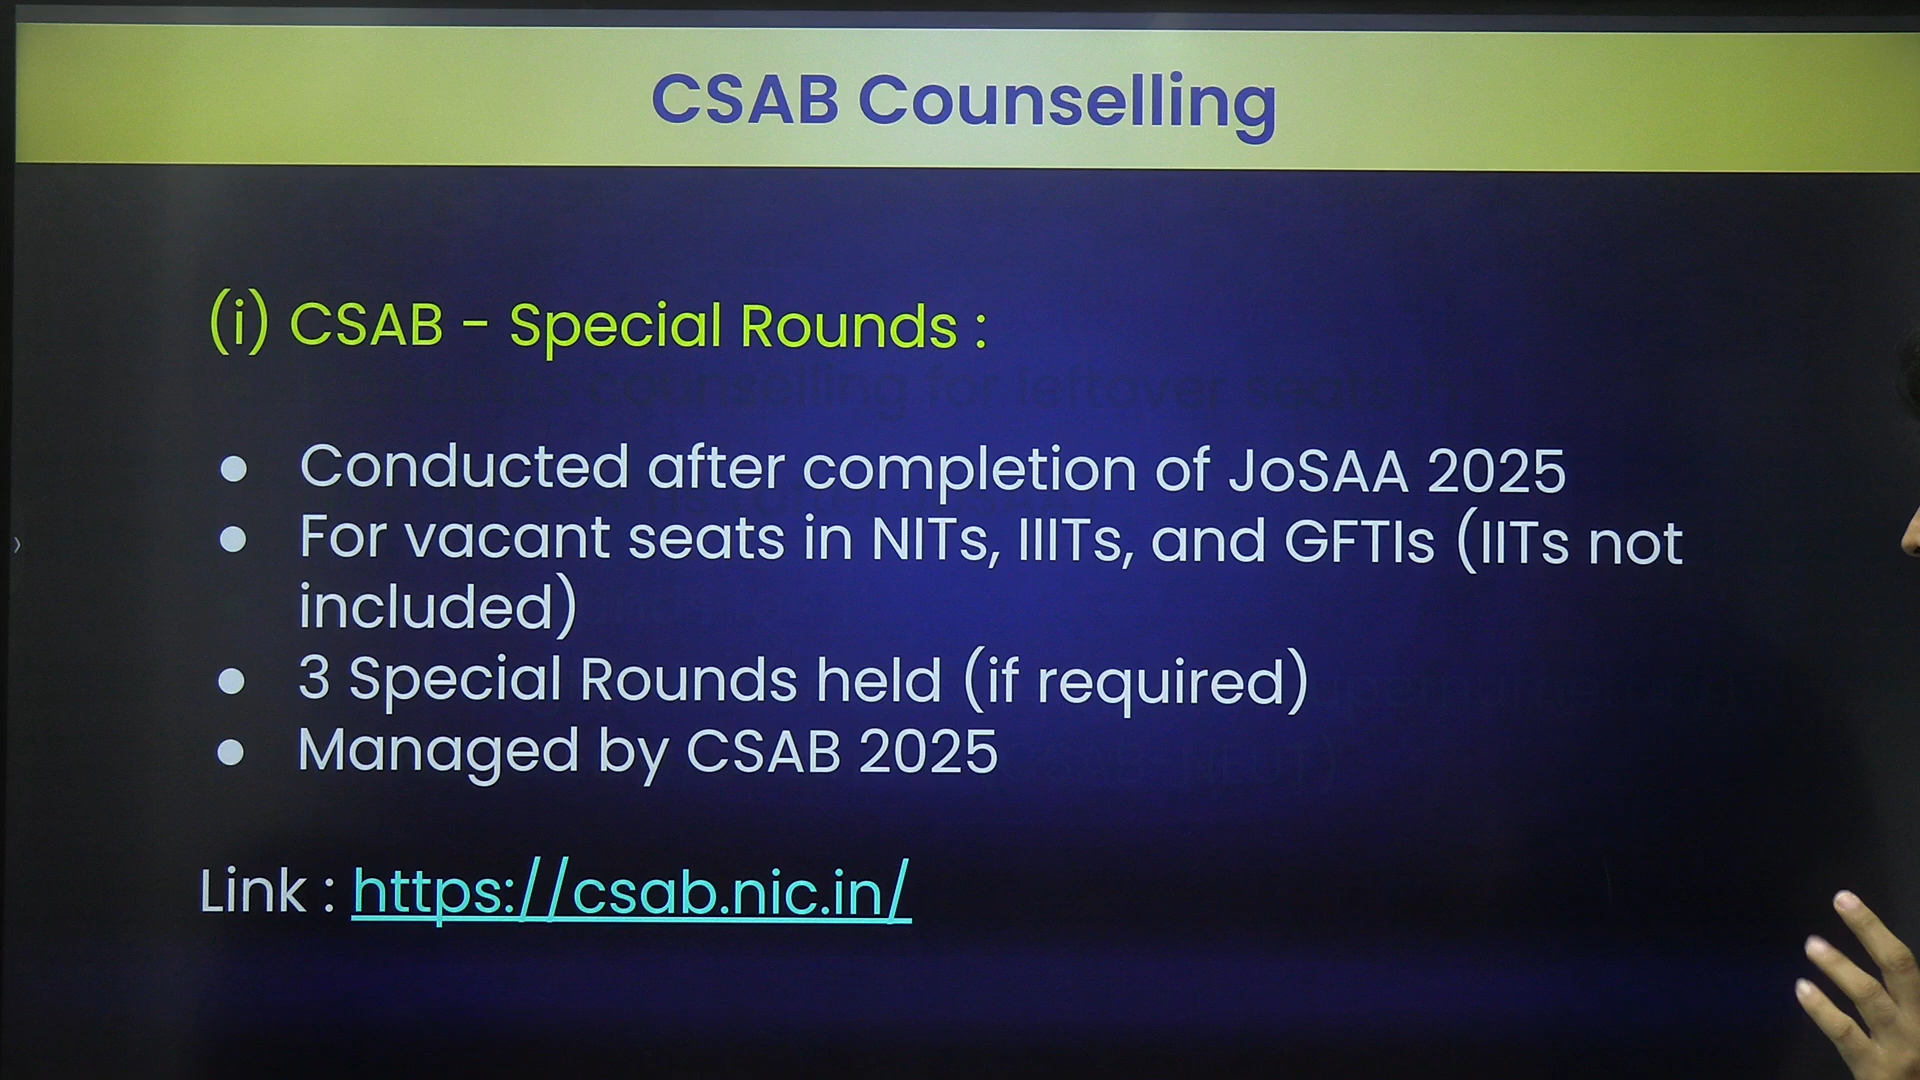 CSAB Counselling
(i) CSAB - Special Rounds :
● Conducted after completion of JoSAA 2025
● For vacant seats in NITs, IIITs, and GFTIs (IITs not
included)
● 3 Special Rounds held (if required)
● Managed by CSAB 2025
Link : https://csab.nic.in/